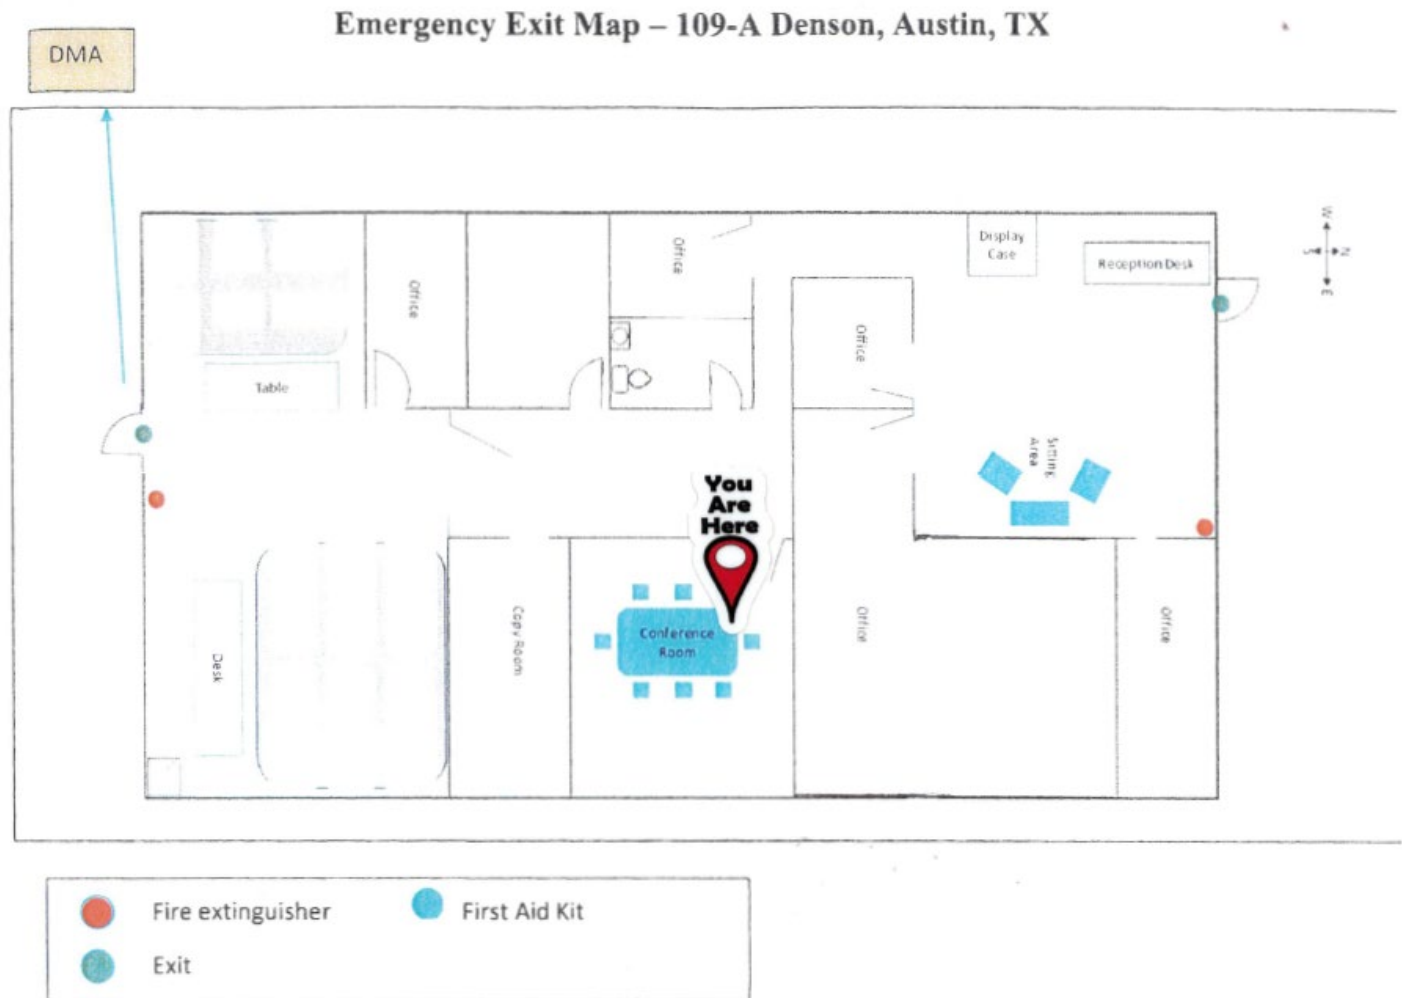 Emergency Exit Map – 109-A Denson, Austin, TX
DMA
W
S N
E
Display
Case
Reception Desk
Office
Office
Office
Table
Sitting
Area
You
Are
Here
Conference
Room
Copy Room
Desk
Office
Office
Fire extinguisher
First Aid Kit
Exit